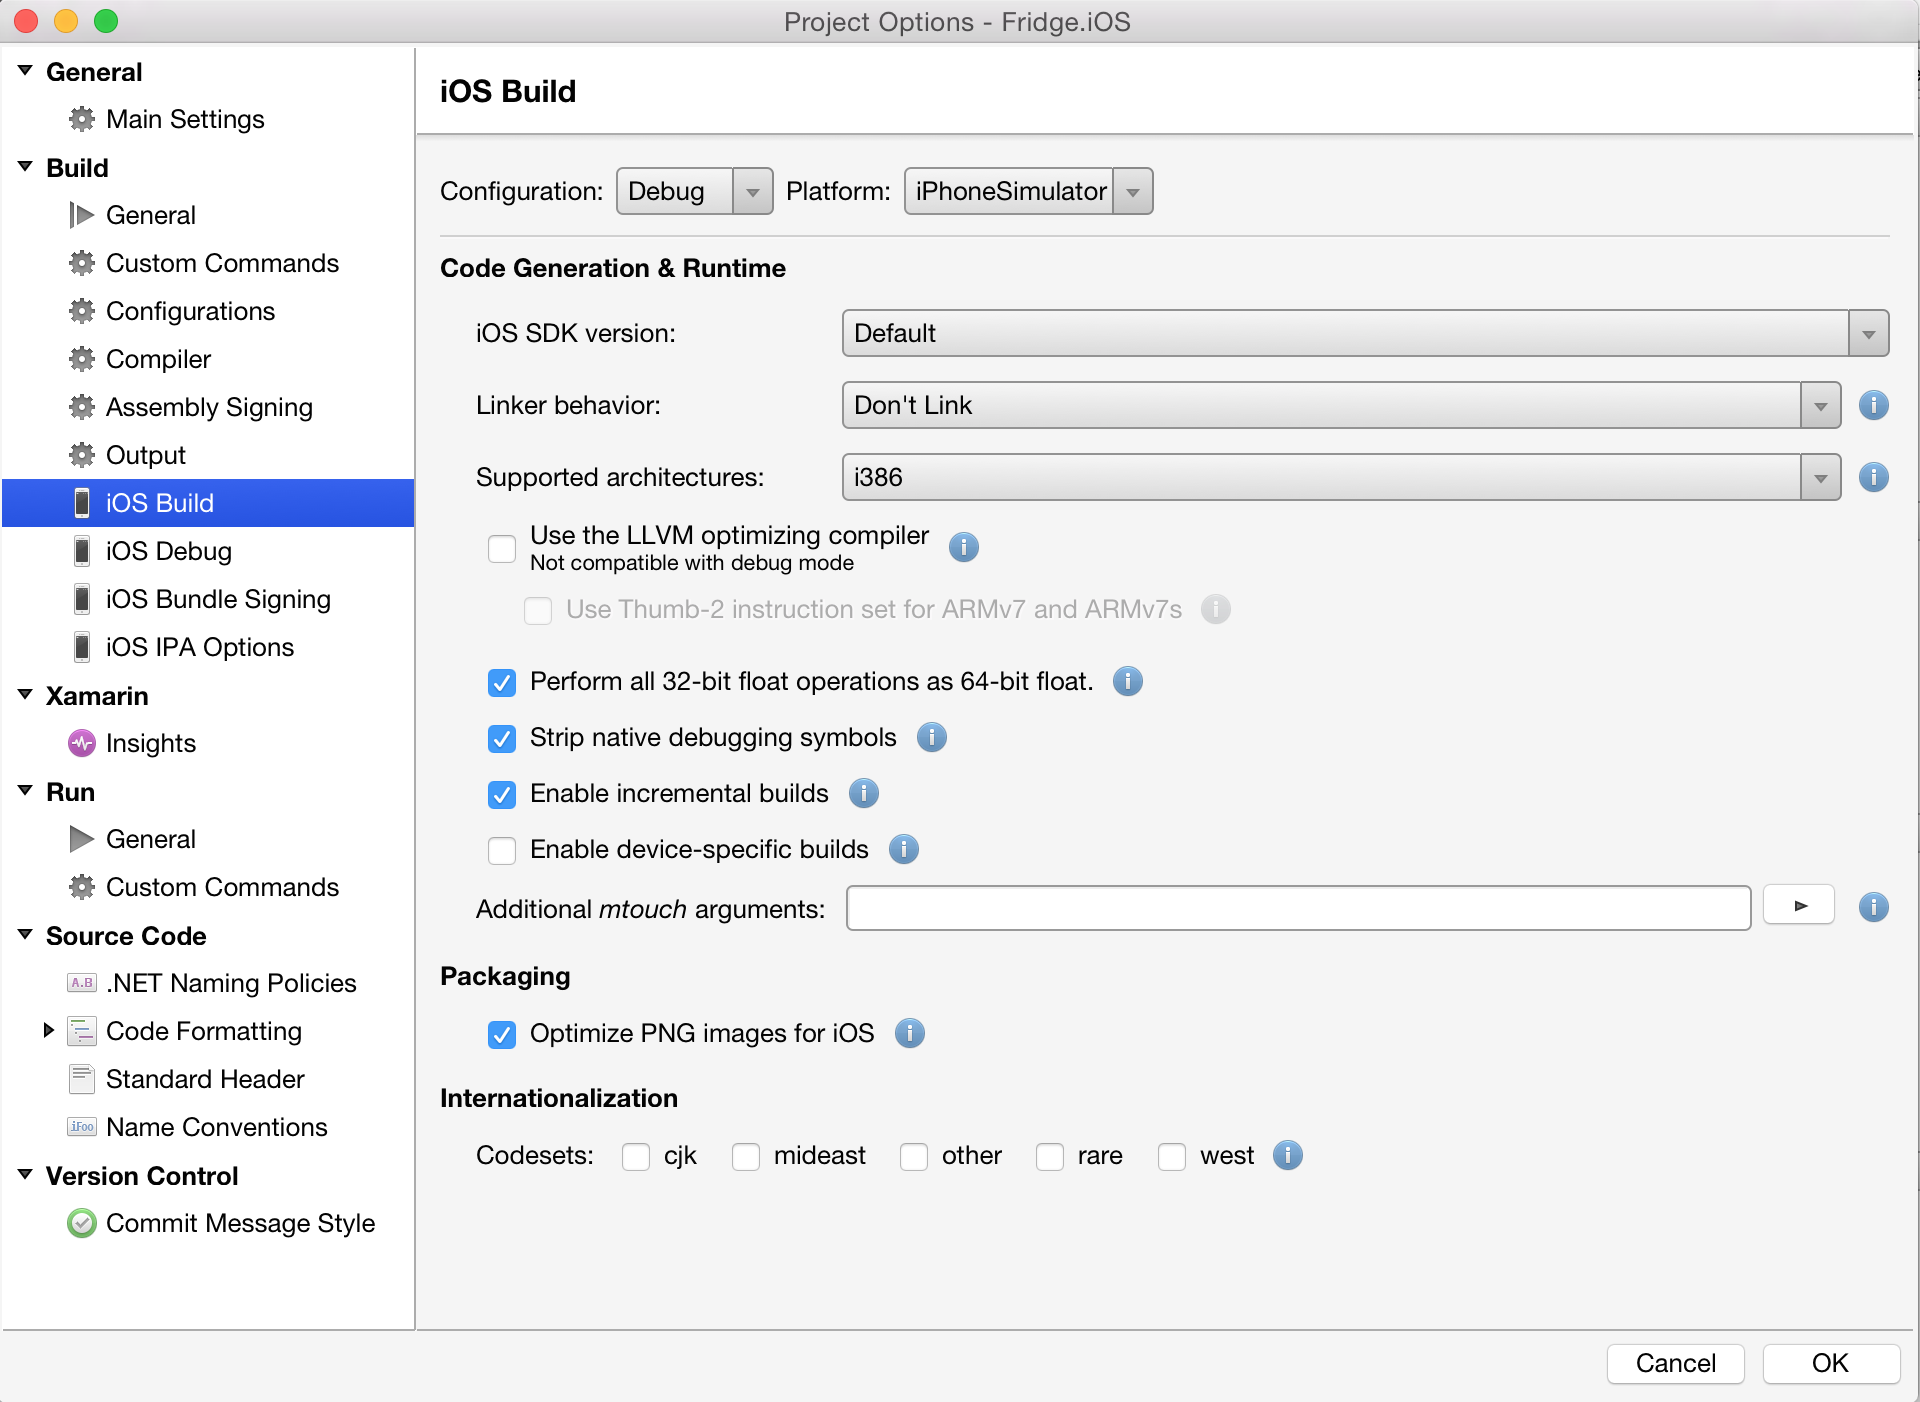 Project Options - Fridge.iOS
General
Main Settings
Build
General
Custom Commands
Configurations
Compiler
Assembly Signing
Output
iOS Build
iOS Debug
iOS Bundle Signing
iOS IPA Options
Xamarin
Insights
Run
General
Custom Commands
Source Code
A.B .NET Naming Policies
Code Formatting
Standard Header
iFoo Name Conventions
Version Control
Commit Message Style
iOS Build
Configuration: Debug Platform: iPhoneSimulator
Code Generation & Runtime
iOS SDK version: Default
Linker behavior: Don't Link
Supported architectures: i386
Use the LLVM optimizing compiler
Not compatible with debug mode
Use Thumb-2 instruction set for ARMv7 and ARMv7s
Perform all 32-bit float operations as 64-bit float.
Strip native debugging symbols
Enable incremental builds
Enable device-specific builds
Additional mtouch arguments:
Packaging
Optimize PNG images for iOS
Internationalization
Codesets: cjk mideast other rare west
Cancel OK